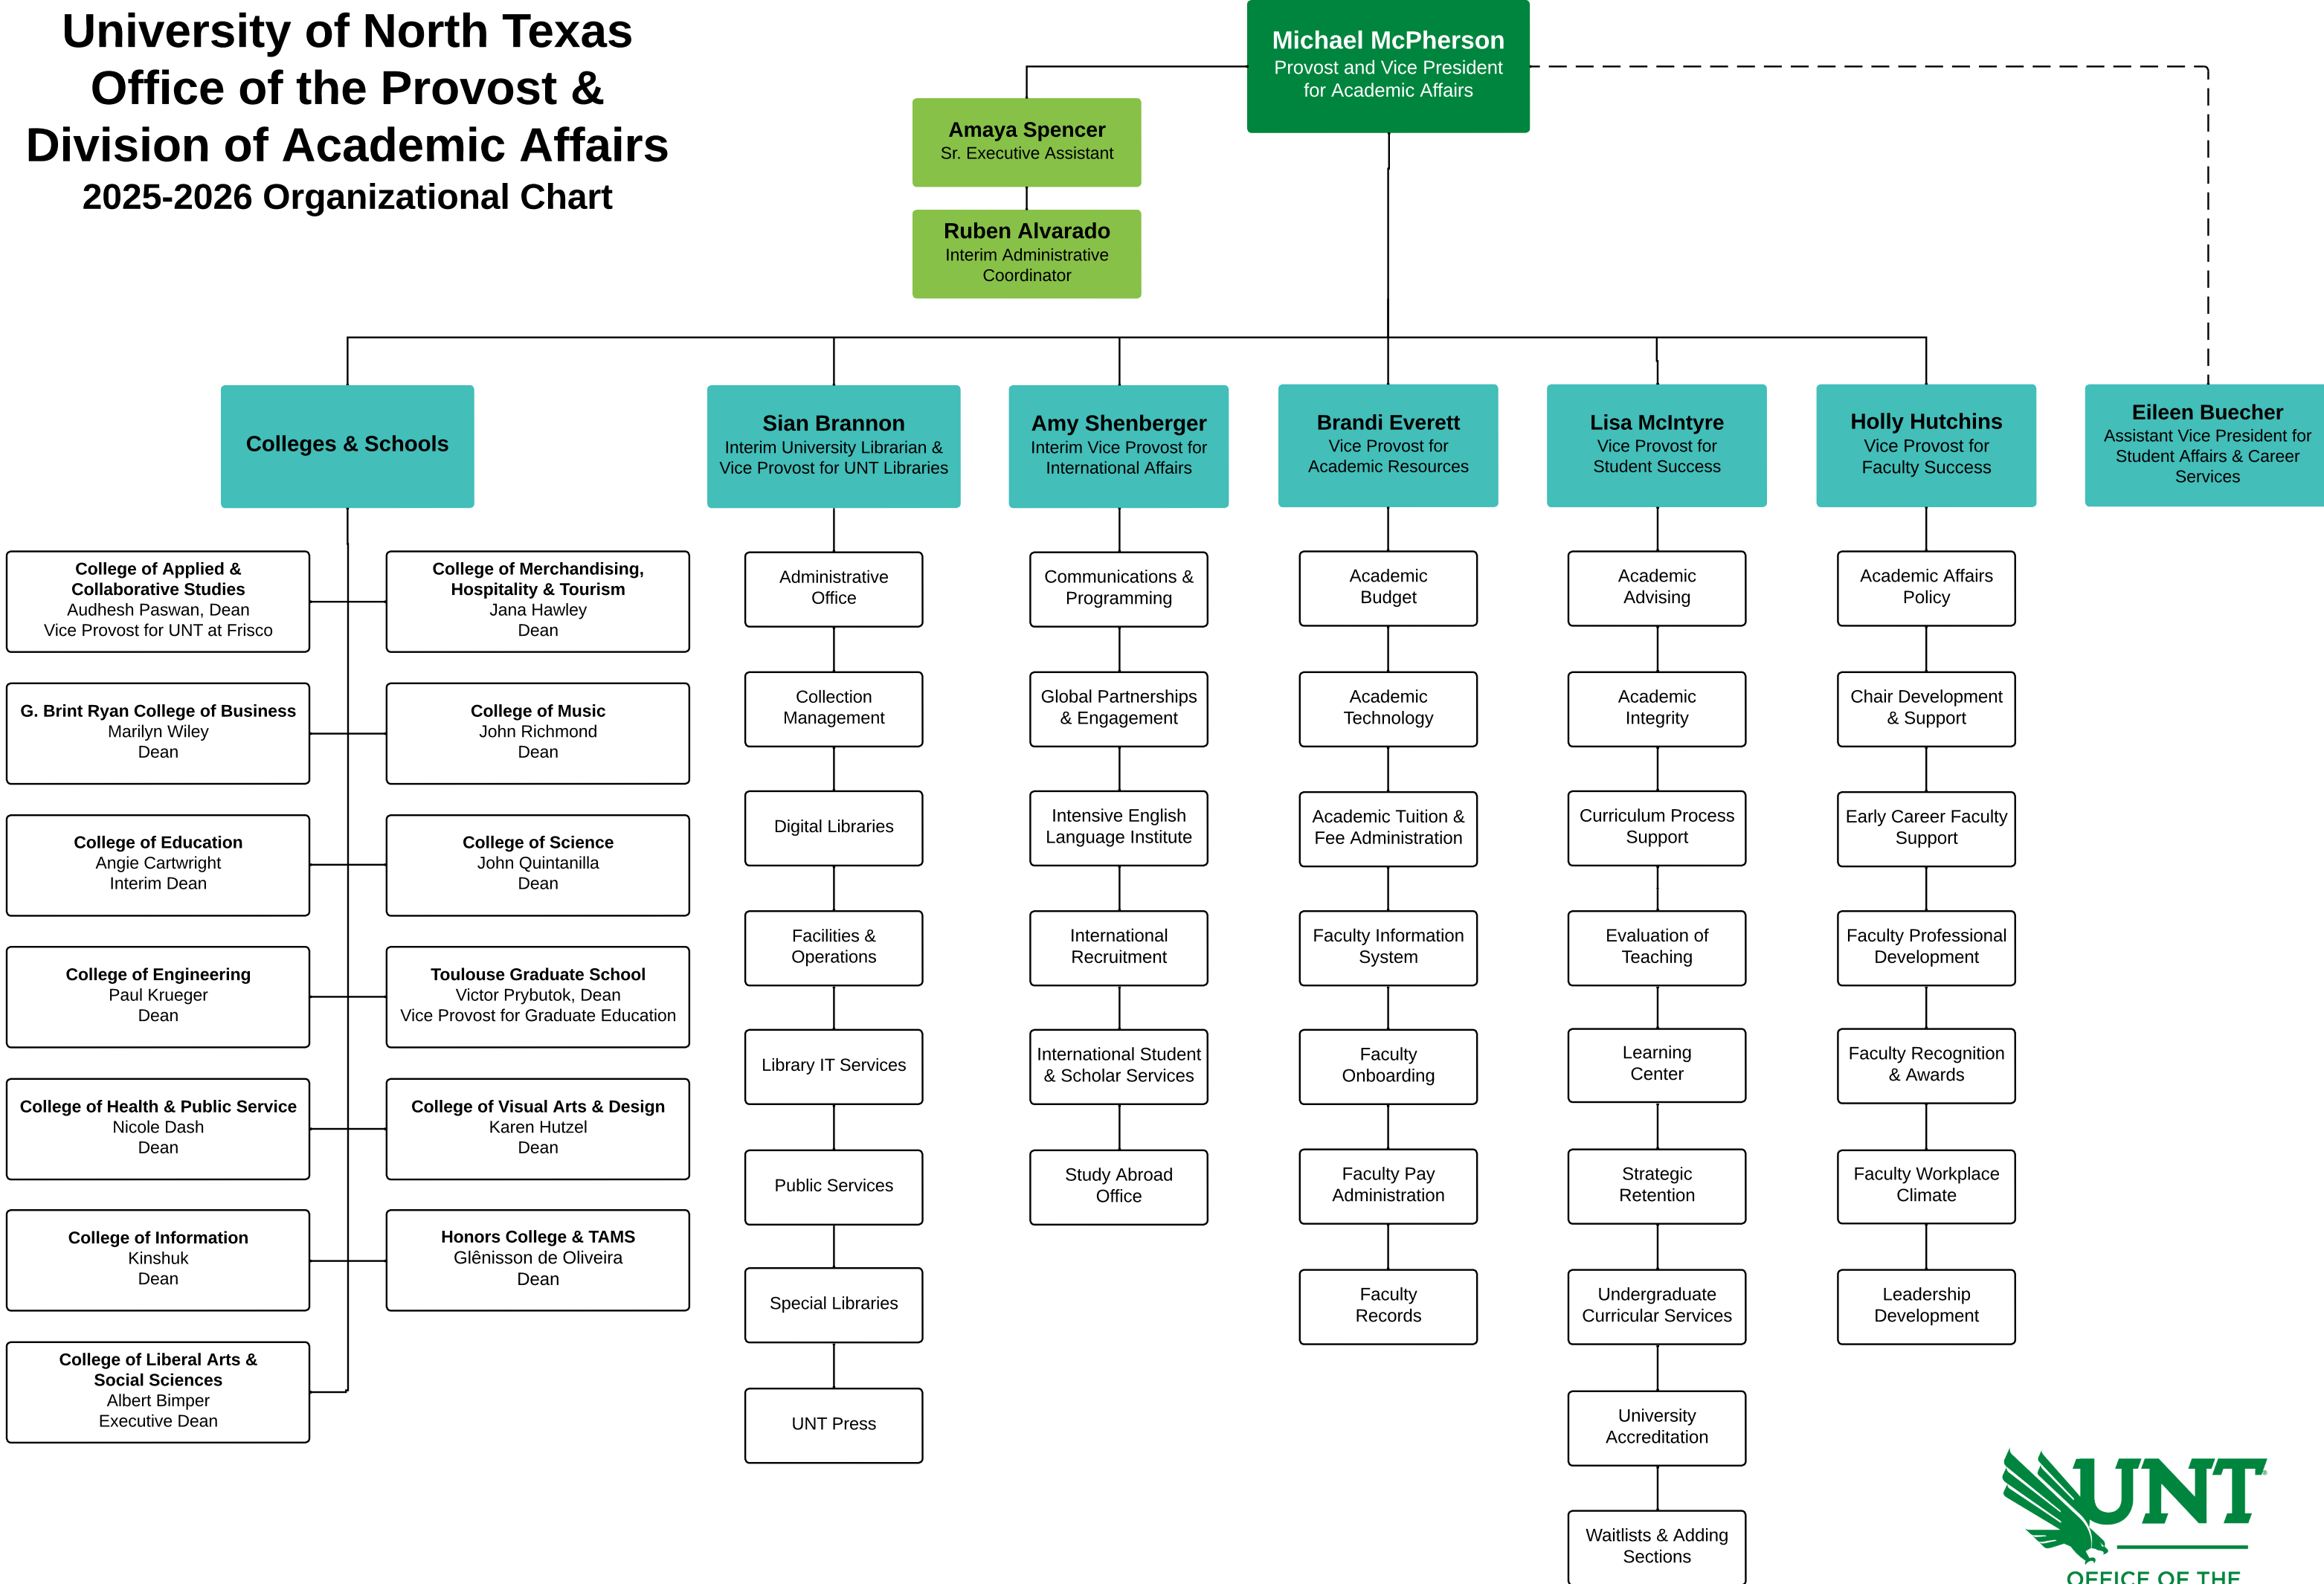 University of North Texas
Office of the Provost &
Division of Academic Affairs
2025-2026 Organizational Chart
Michael McPherson
Provost and Vice President
for Academic Affairs
Amaya Spencer
Sr. Executive Assistant
Ruben Alvarado
Interim Administrative
Coordinator
Colleges & Schools
College of Applied &
Collaborative Studies
Audhesh Paswan, Dean
Vice Provost for UNT at Frisco
College of Merchandising,
Hospitality & Tourism
Jana Hawley
Dean
G. Brint Ryan College of Business
Marilyn Wiley
Dean
College of Music
John Richmond
Dean
College of Education
Angie Cartwright
Interim Dean
College of Science
John Quintanilla
Dean
College of Engineering
Paul Krueger
Dean
Toulouse Graduate School
Victor Prybutok, Dean
Vice Provost for Graduate Education
College of Health & Public Service
Nicole Dash
Dean
College of Visual Arts & Design
Karen Hutzel
Dean
College of Information
Kinshuk
Dean
Honors College & TAMS
Glênisson de Oliveira
Dean
College of Liberal Arts &
Social Sciences
Albert Bimper
Executive Dean
Sian Brannon
Interim University Librarian &
Vice Provost for UNT Libraries
Administrative
Office
Collection
Management
Digital Libraries
Facilities &
Operations
Library IT Services
Public Services
Special Libraries
UNT Press
Amy Shenberger
Interim Vice Provost for
International Affairs
Communications &
Programming
Global Partnerships
& Engagement
Intensive English
Language Institute
International
Recruitment
International Student
& Scholar Services
Study Abroad
Office
Brandi Everett
Vice Provost for
Academic Resources
Academic
Budget
Academic
Technology
Academic Tuition &
Fee Administration
Faculty Information
System
Faculty
Onboarding
Faculty Pay
Administration
Faculty
Records
Lisa McIntyre
Vice Provost for
Student Success
Academic
Advising
Academic
Integrity
Curriculum Process
Support
Evaluation of
Teaching
Learning
Center
Strategic
Retention
Undergraduate
Curricular Services
University
Accreditation
Waitlists & Adding
Sections
Holly Hutchins
Vice Provost for
Faculty Success
Academic Affairs
Policy
Chair Development
& Support
Early Career Faculty
Support
Faculty Professional
Development
Faculty Recognition
& Awards
Faculty Workplace
Climate
Leadership
Development
Eileen Buecher
Assistant Vice President for
Student Affairs & Career
Services
UNT
OFFICE OF THE